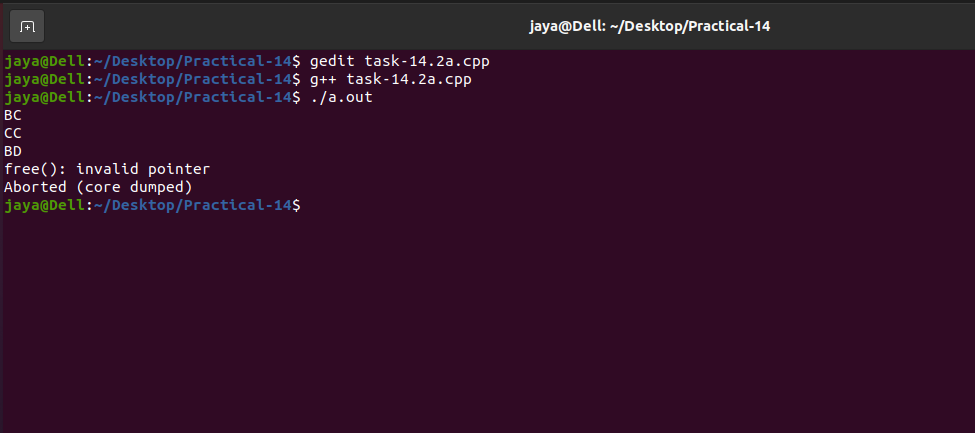 jaya@Dell: ~/Desktop/Practical-14
jaya@Dell:~/Desktop/Practical-14$ gedit task-14.2a.cpp
jaya@Dell:~/Desktop/Practical-14$ g++ task-14.2a.cpp
jaya@Dell:~/Desktop/Practical-14$ ./a.out
BC
CC
BD
free(): invalid pointer
Aborted (core dumped)
jaya@Dell:~/Desktop/Practical-14$